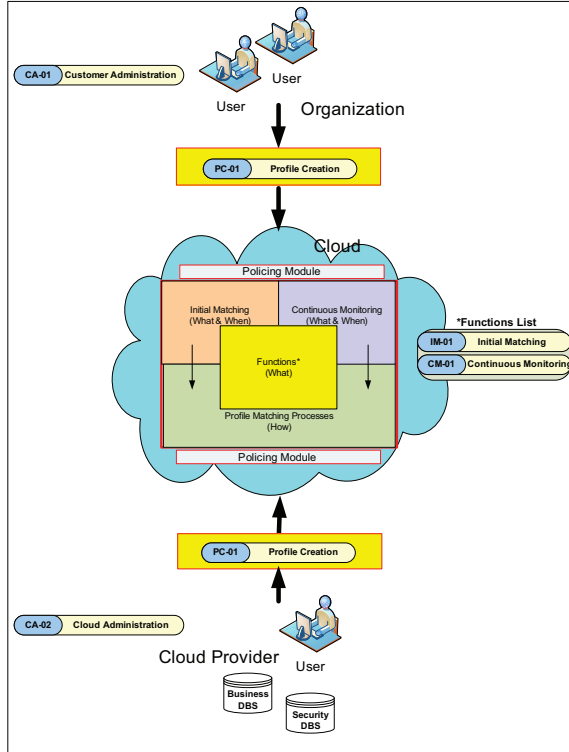 CA-01 Customer Administration
User
User
Organization
PC-01 Profile Creation
Cloud
Policing Module
Initial Matching
(What & When)
Continuous Monitoring
(What & When)
Functions*
(What)
Profile Matching Processes
(How)
Policing Module
*Functions List
IM-01 Initial Matching
CM-01 Continuous Monitoring
PC-01 Profile Creation
CA-02 Cloud Administration
User
Cloud Provider
Business
DBS
Security
DBS